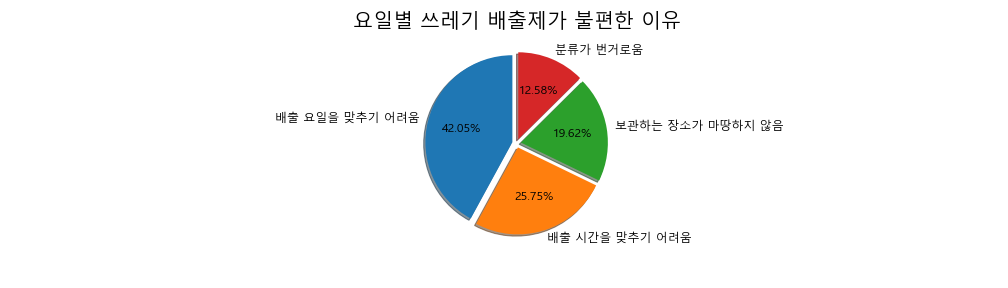 요일별 쓰레기 배출제가 불편한 이유
분류가 번거로움
12.58%
배출 요일을 맞추기 어려움
42.05%
19.62%
보관하는 장소가 마땅하지 않음
25.75%
배출 시간을 맞추기 어려움